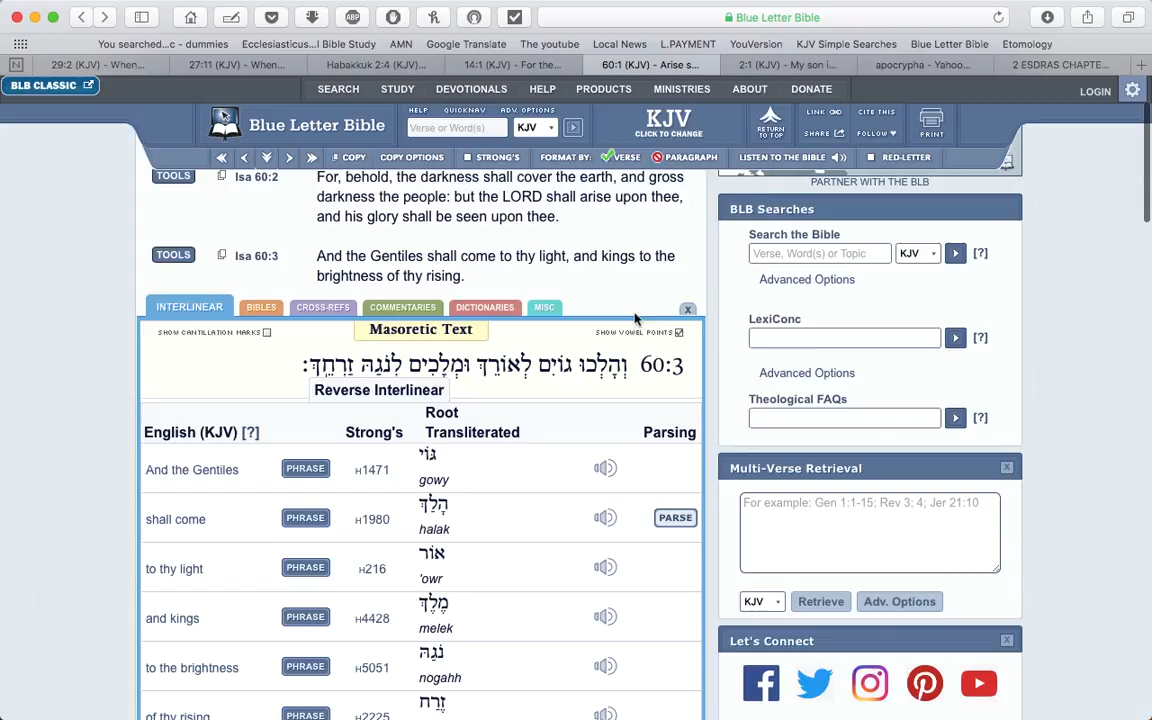 Blue Letter Bible
You searched...c - dummies Ecclesiasticus...l Bible Study AMN Google Translate The youtube Local News L.PAYMENT YouVersion KJV Simple Searches Blue Letter Bible Etomology
29:2 (KJV) - When... 27:11 (KJV) - When... Habakkuk 2:4 (KJV)... 14:1 (KJV) - For the... 60:1 (KJV) - Arise s... 2:1 (KJV) - My son i... apocrypha - Yahoo... 2 ESDRAS CHAPTE...
BLB CLASSIC
SEARCH STUDY DEVOTIONALS HELP PRODUCTS MINISTRIES ABOUT DONATE LOGIN
Blue Letter Bible
HELP QUICKNAV ADV. OPTIONS
Verse or Word(s) KJV
KJV
CLICK TO CHANGE
RETURN TO TOP
LINK CITE THIS
SHARE FOLLOW PRINT
COPY COPY OPTIONS STRONG'S FORMAT BY: VERSE PARAGRAPH LISTEN TO THE BIBLE RED-LETTER
TOOLS Isa 60:2 For, behold, the darkness shall cover the earth, and gross
darkness the people: but the LORD shall arise upon thee,
and his glory shall be seen upon thee.
TOOLS Isa 60:3 And the Gentiles shall come to thy light, and kings to the
brightness of thy rising.
INTERLINEAR BIBLES CROSS-REFS COMMENTARIES DICTIONARIES MISC X
SHOW CANTILLATION MARKS Masoretic Text SHOW VOWEL POINTS
60:3 וְהָלְכוּ גוֹיִם לְאוֹרֵךְ וּמְלָכִים לְנֹגַהּ זַרְחֵךְ׃
Reverse Interlinear
English (KJV) [?] Strong's Root
Transliterated Parsing
And the Gentiles PHRASE H1471 גּוֹי
gowy
shall come PHRASE H1980 הָלַךְ PARSE
halak
to thy light PHRASE H216 אוֹר
'owr
and kings PHRASE H4428 מֶלֶךְ
melek
to the brightness PHRASE H5051 נֹגַהּ
nogahh
of thy rising PHRASE H2225 זֶרַח
PARTNER WITH THE BLB
BLB Searches
Search the Bible
Verse, Word(s) or Topic KJV [?]
Advanced Options
LexiConc
[?]
Advanced Options
Theological FAQs
[?]
Multi-Verse Retrieval X
For example: Gen 1:1-15; Rev 3; 4; Jer 21:10
KJV Retrieve Adv. Options
Let's Connect X